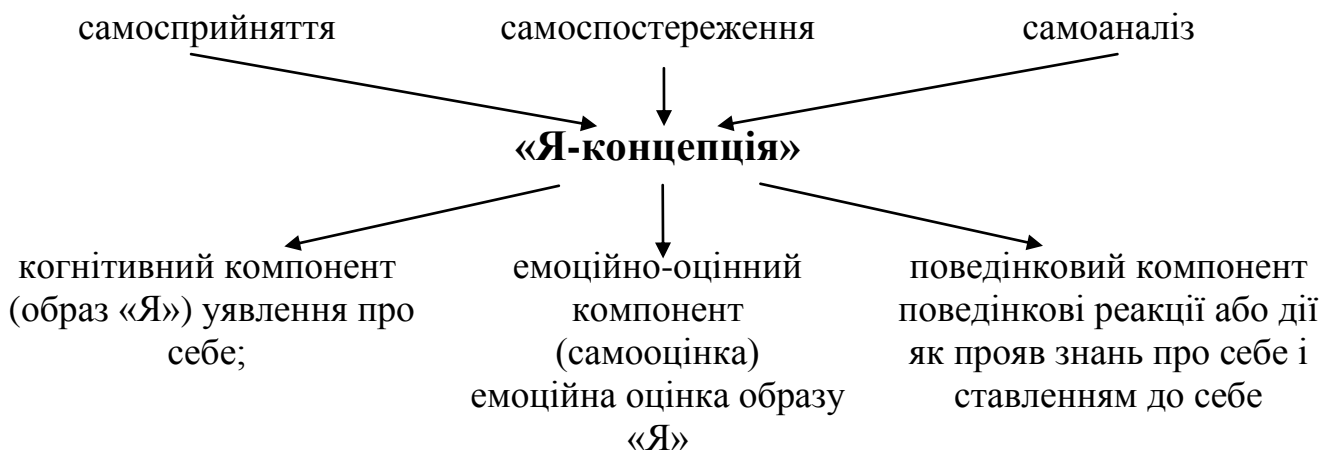 самосприйняття самоспостереження самоаналіз
«Я-концепція»
когнітивний компонент
(образ «Я») уявлення про
себе;
емоційно-оцінний
компонент
(самооцінка)
емоційна оцінка образу
«Я»
поведінковий компонент
поведінкові реакції або дії
як прояв знань про себе і
ставленням до себе